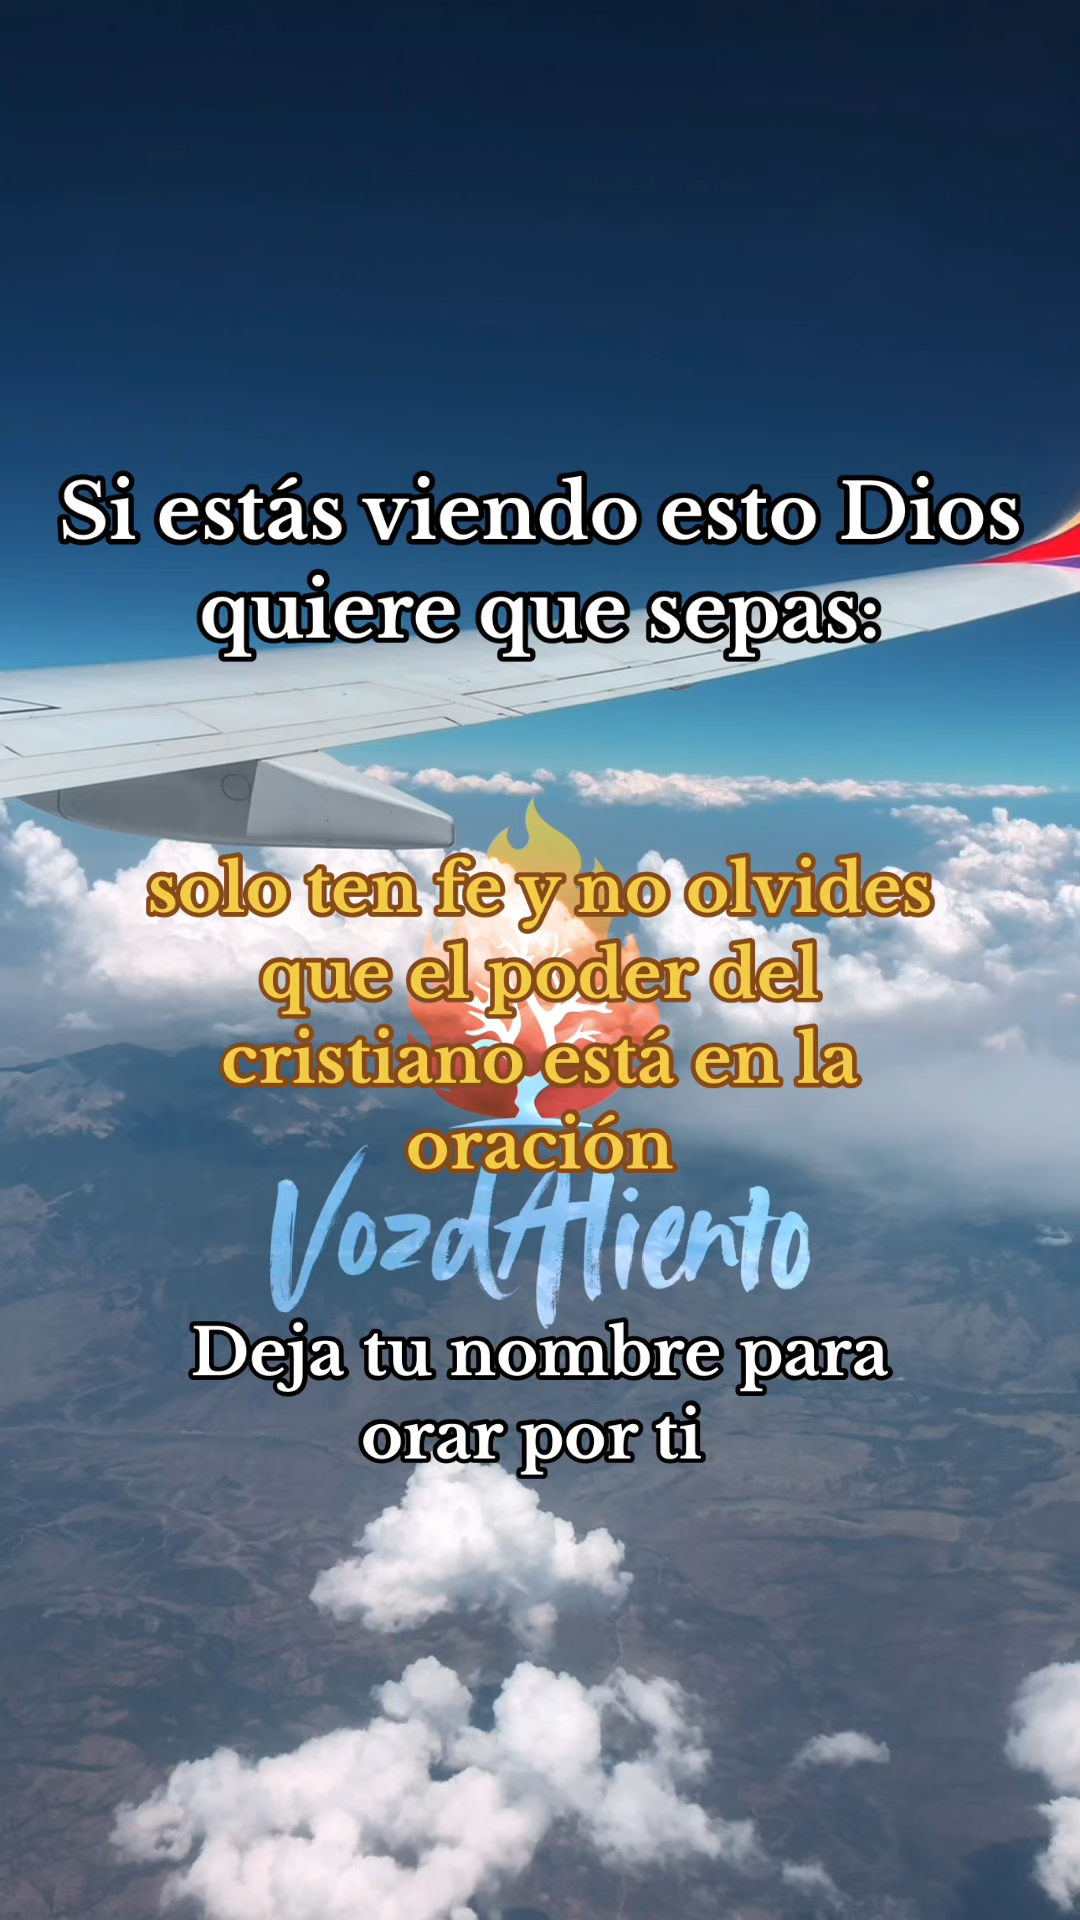 Si estás viendo esto Dios
quiere que sepas:
solo ten fe y no olvides
que el poder del
cristiano está en la
oración
VozdAliento
Deja tu nombre para
orar por ti